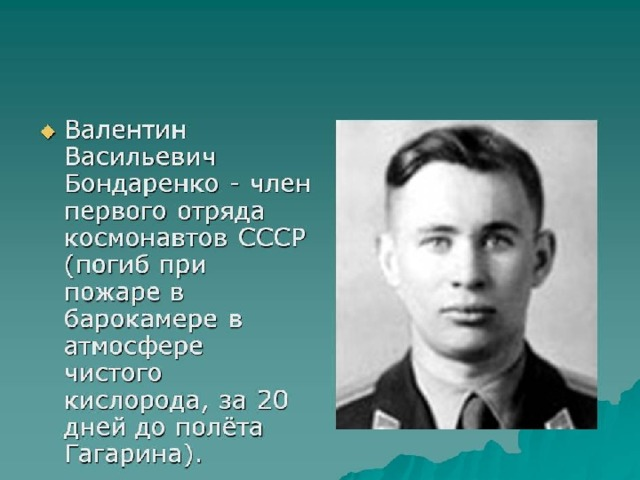 Валентин
Васильевич
Бондаренко - член
первого отряда
космонавтов СССР
(погиб при
пожаре в
барокамере в
атмосфере
чистого
кислорода, за 20
дней до полёта
Гагарина).